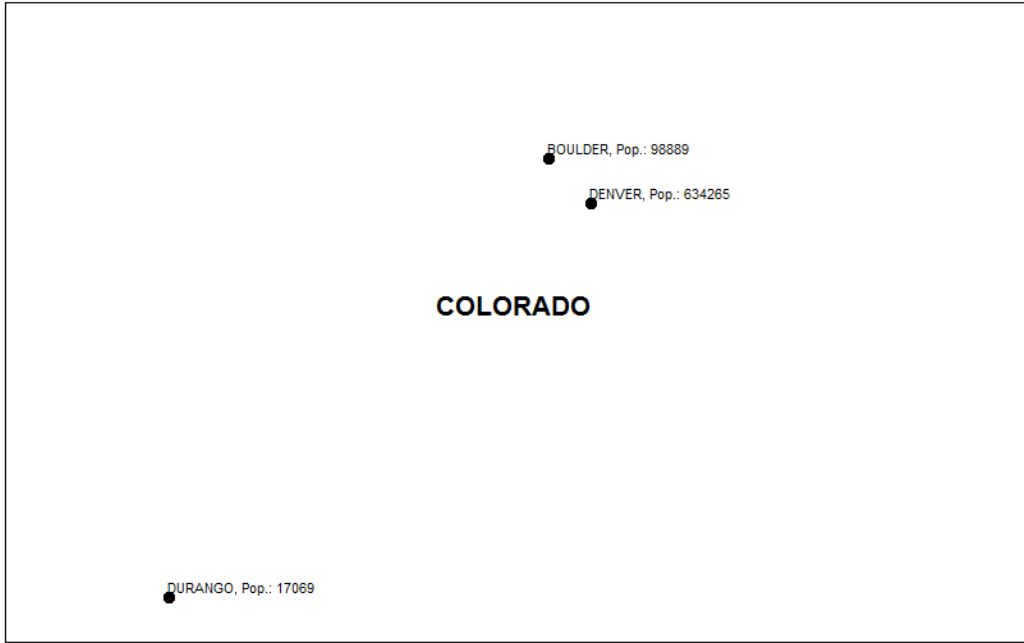 BOULDER, Pop.: 98889
DENVER, Pop.: 634265
COLORADO
DURANGO, Pop.: 17069